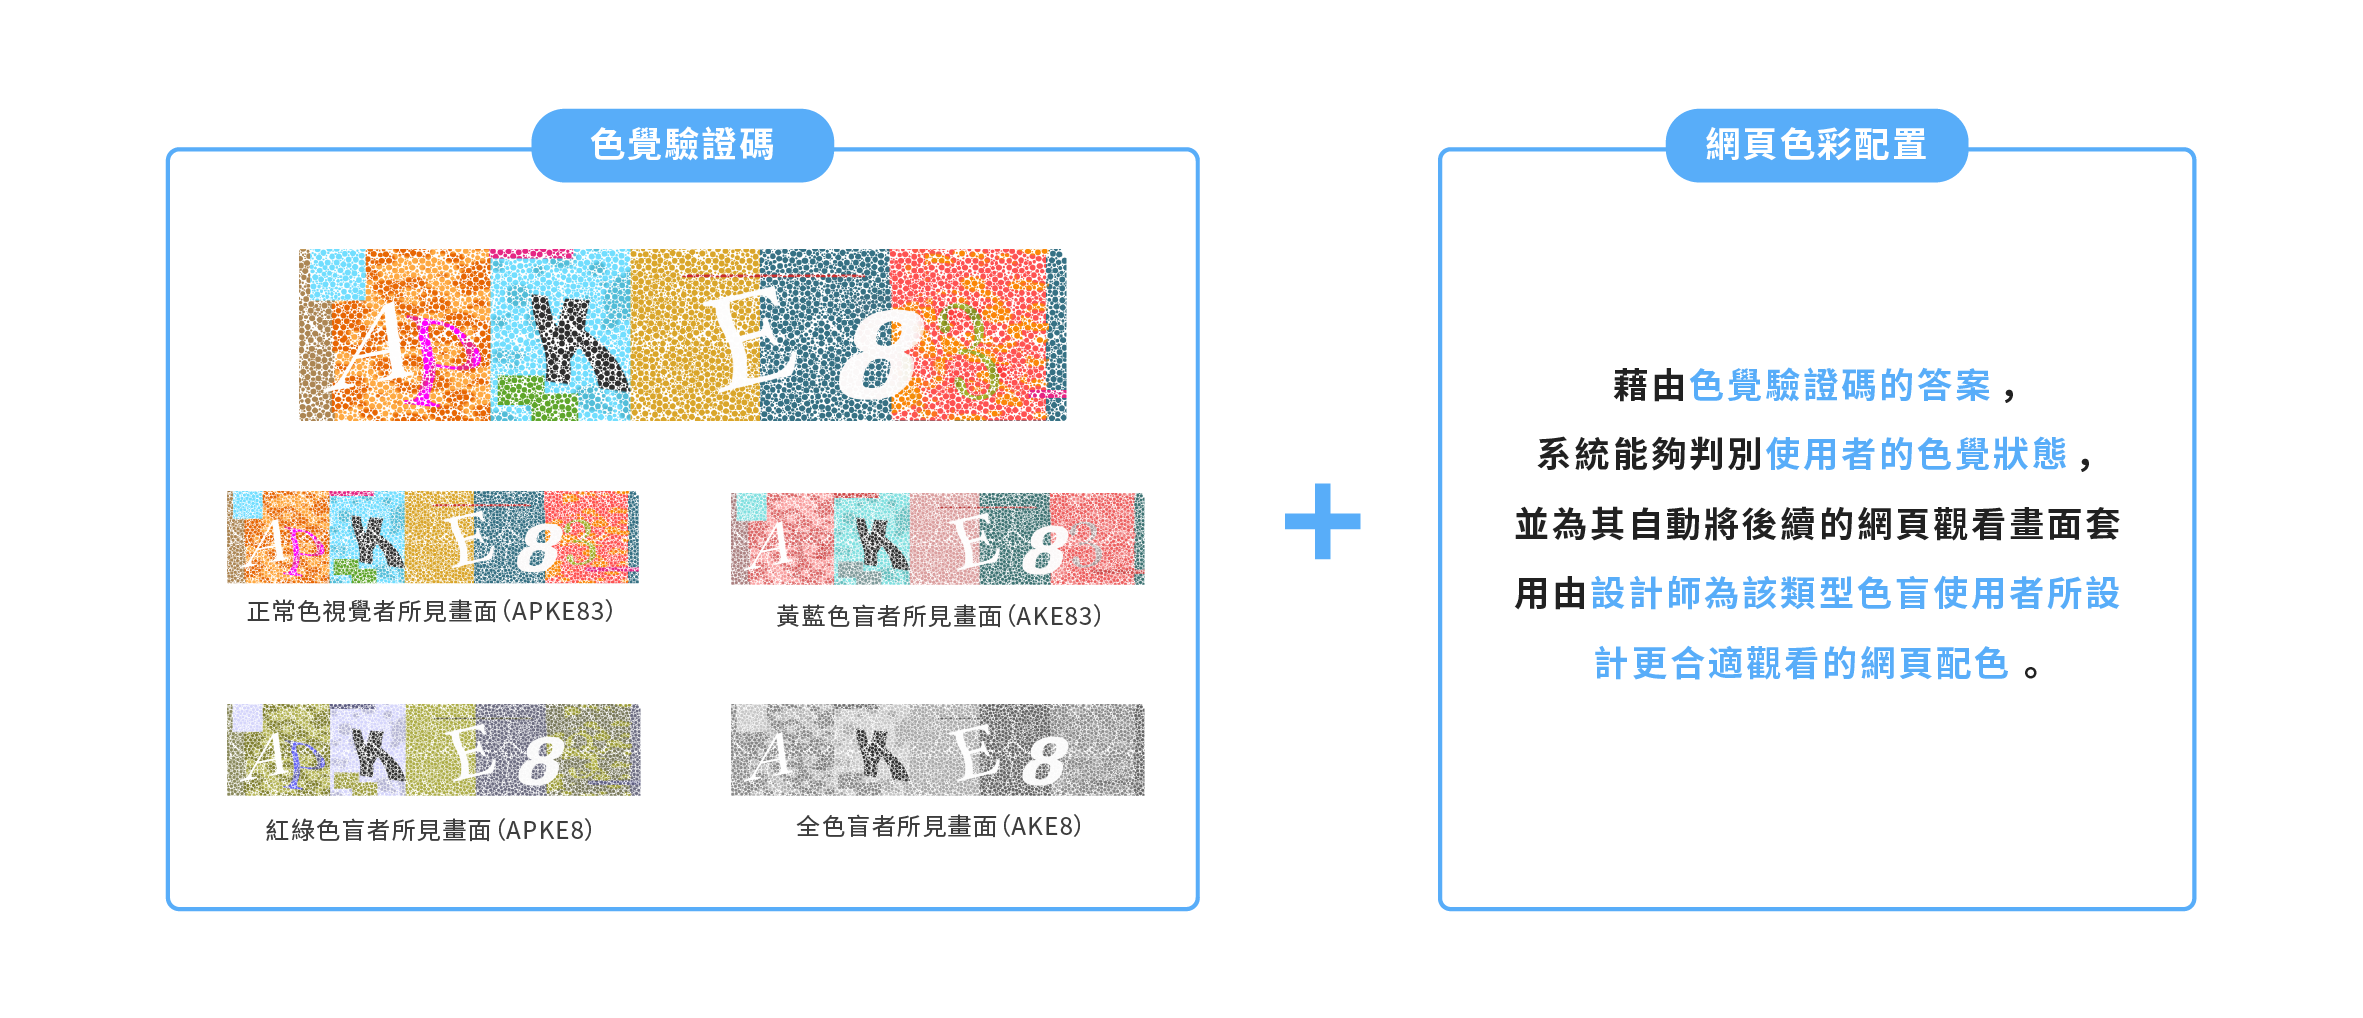 色覺驗證碼
APKE83
APKE83
AKE83
正常色視覺者所見畫面（APKE83）
黃藍色盲者所見畫面（AKE83）
APKE8
AKE8
紅綠色盲者所見畫面（APKE8）
全色盲者所見畫面（AKE8）
網頁色彩配置
藉由色覺驗證碼的答案，
系統能夠判別使用者的色覺狀態，
並為其自動將後續的網頁觀看畫面套
用由設計師為該類型色盲使用者所設
計更合適觀看的網頁配色。